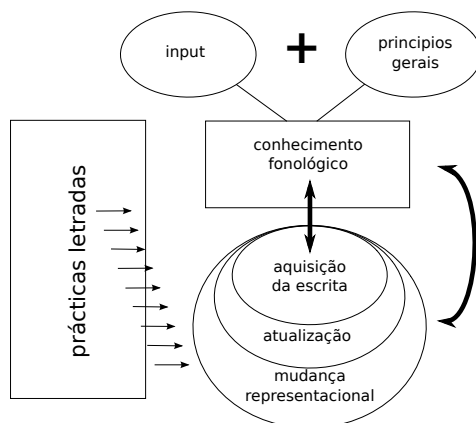 input
+
principios
gerais
conhecimento
fonológico
prácticas letradas
aquisição
da escrita
atualização
mudança
representacional